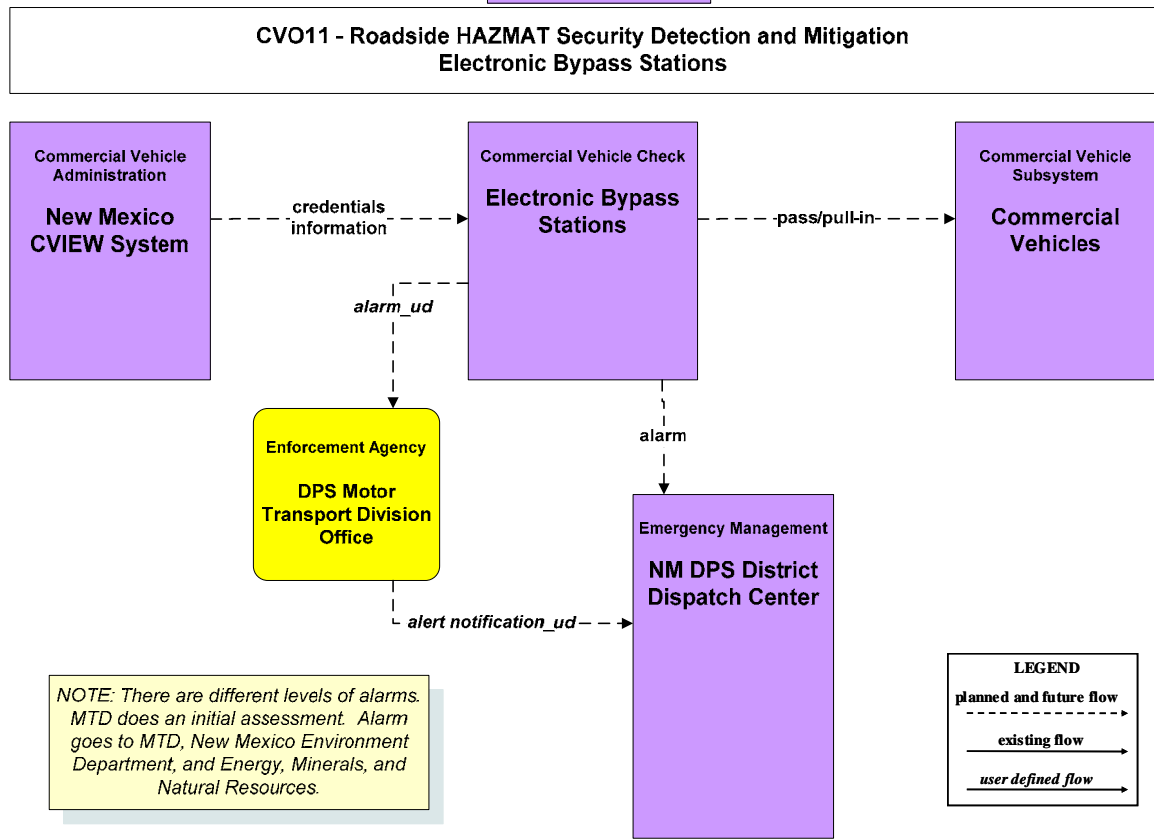 CVO11 - Roadside HAZMAT Security Detection and Mitigation
Electronic Bypass Stations
Commercial Vehicle
Administration
New Mexico
CVIEW System
credentials
information
Commercial Vehicle Check
Electronic Bypass
Stations
pass/pull-in
Commercial Vehicle
Subsystem
Commercial
Vehicles
alarm_ud
alarm
Enforcement Agency
DPS Motor
Transport Division
Office
Emergency Management
NM DPS District
Dispatch Center
alert notification_ud
NOTE: There are different levels of alarms.
MTD does an initial assessment. Alarm
goes to MTD, New Mexico Environment
Department, and Energy, Minerals, and
Natural Resources.
LEGEND
planned and future flow
existing flow
user defined flow